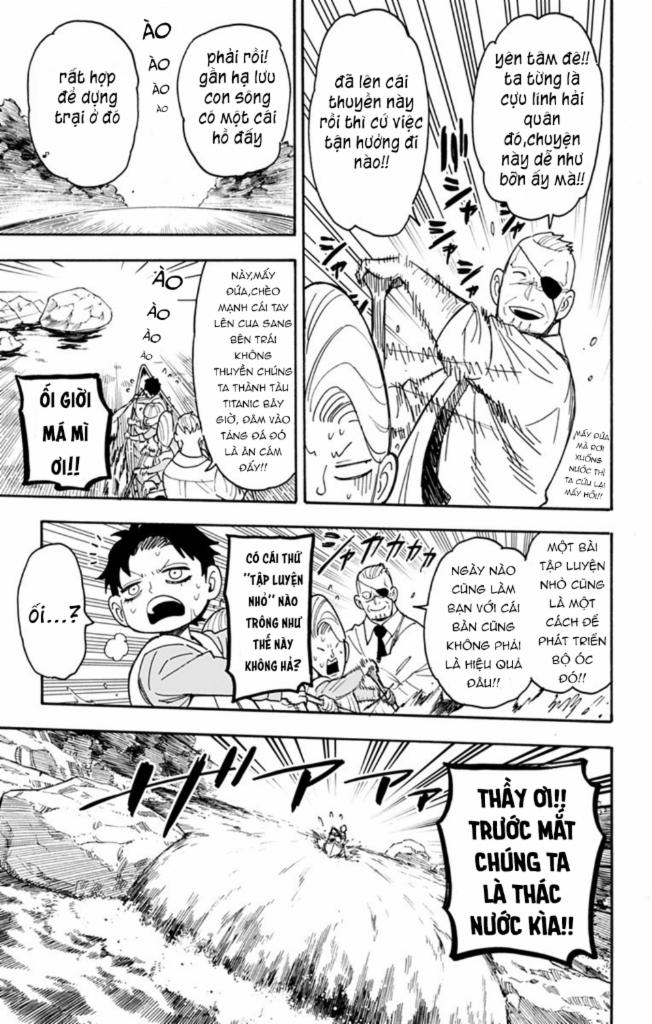 yên tâm đê!!
ta từng là
cựu lính hải
quân
đó,chuyện
này dễ như
bỡn ấy mà!!
đã lên cái
thuyền này
rồi thì cứ việc
tận hưởng đi
nào!!
MẤY ĐỨA
MÀ RƠI
XUỐNG
NƯỚC THÌ
TA CỨU LẠI
MẤY HỒI!!
phải rồi!
gần hạ lưu
con sông
có một cái
hồ đấy
rất hợp
để dựng
trại ở đó
ÀO
ÀO
ÀO
ÀO
NÀY,MẤY
ĐỨA,CHÈO
MẠNH CÁI TAY
LÊN CUA SANG
BÊN TRÁI
KHÔNG
THUYỀN CHÚNG
TA THÀNH TÀU
TITANIC BÂY
GIỜ, ĐÂM VÀO
TẢNG ĐÁ ĐÓ
LÀ ĂN CÁM
ĐẤY!!
ÀO
ÀO
ÀO
ÀO
ỐI GIỜI
MÁ MÌ
ƠI!!
MỘT BÀI
TẬP LUYỆN
NHỎ CŨNG
LÀ MỘT
CÁCH ĐỂ
PHÁT TRIỂN
BỘ ÓC
ĐÓ!!
NGÀY NÀO
CŨNG LÀM
BẠN VỚI CÁI
BÀN CŨNG
KHÔNG PHẢI
LÀ HIỆU QUẢ
ĐÂU!!
ハッ
ハッ
ハッ
CÓ CÁI THỨ
"TẬP LUYỆN
NHỎ" NÀO
TRÔNG NHƯ
THẾ NÀY
KHÔNG HẢ?
ỐI...?
THẦY ƠI!!
TRƯỚC MẮT
CHÚNG TA
LÀ THÁC
NƯỚC KÌA!!